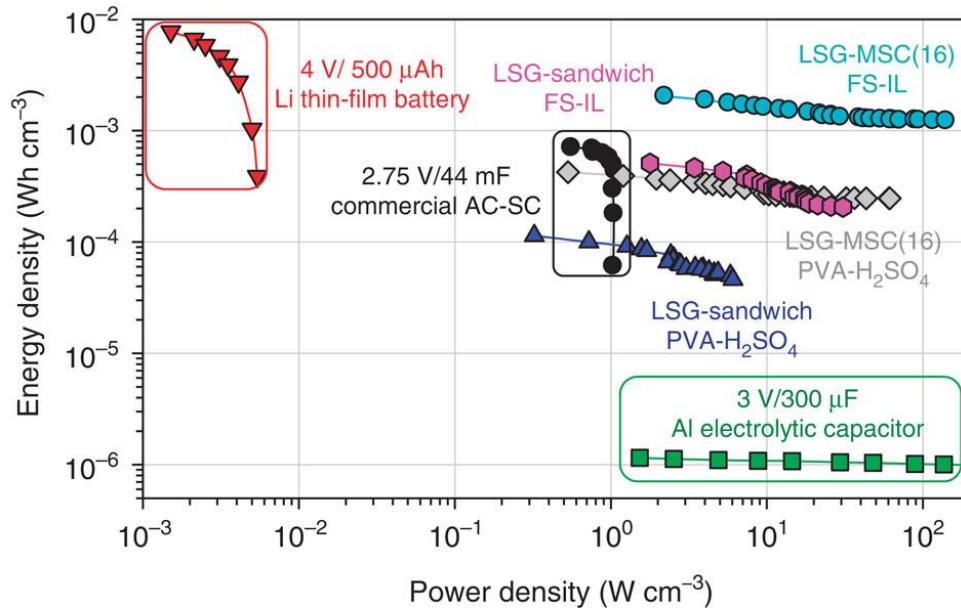 10⁻²
10⁻³
10⁻⁴
10⁻⁵
10⁻⁶
Energy density (Wh cm⁻³)
4 V/ 500 μAh
Li thin-film battery
LSG-sandwich
FS-IL
LSG-MSC(16)
FS-IL
2.75 V/44 mF
commercial AC-SC
LSG-MSC(16)
PVA-H₂SO₄
LSG-sandwich
PVA-H₂SO₄
3 V/300 μF
Al electrolytic capacitor
10⁻³ 10⁻² 10⁻¹ 10⁰ 10¹ 10²
Power density (W cm⁻³)